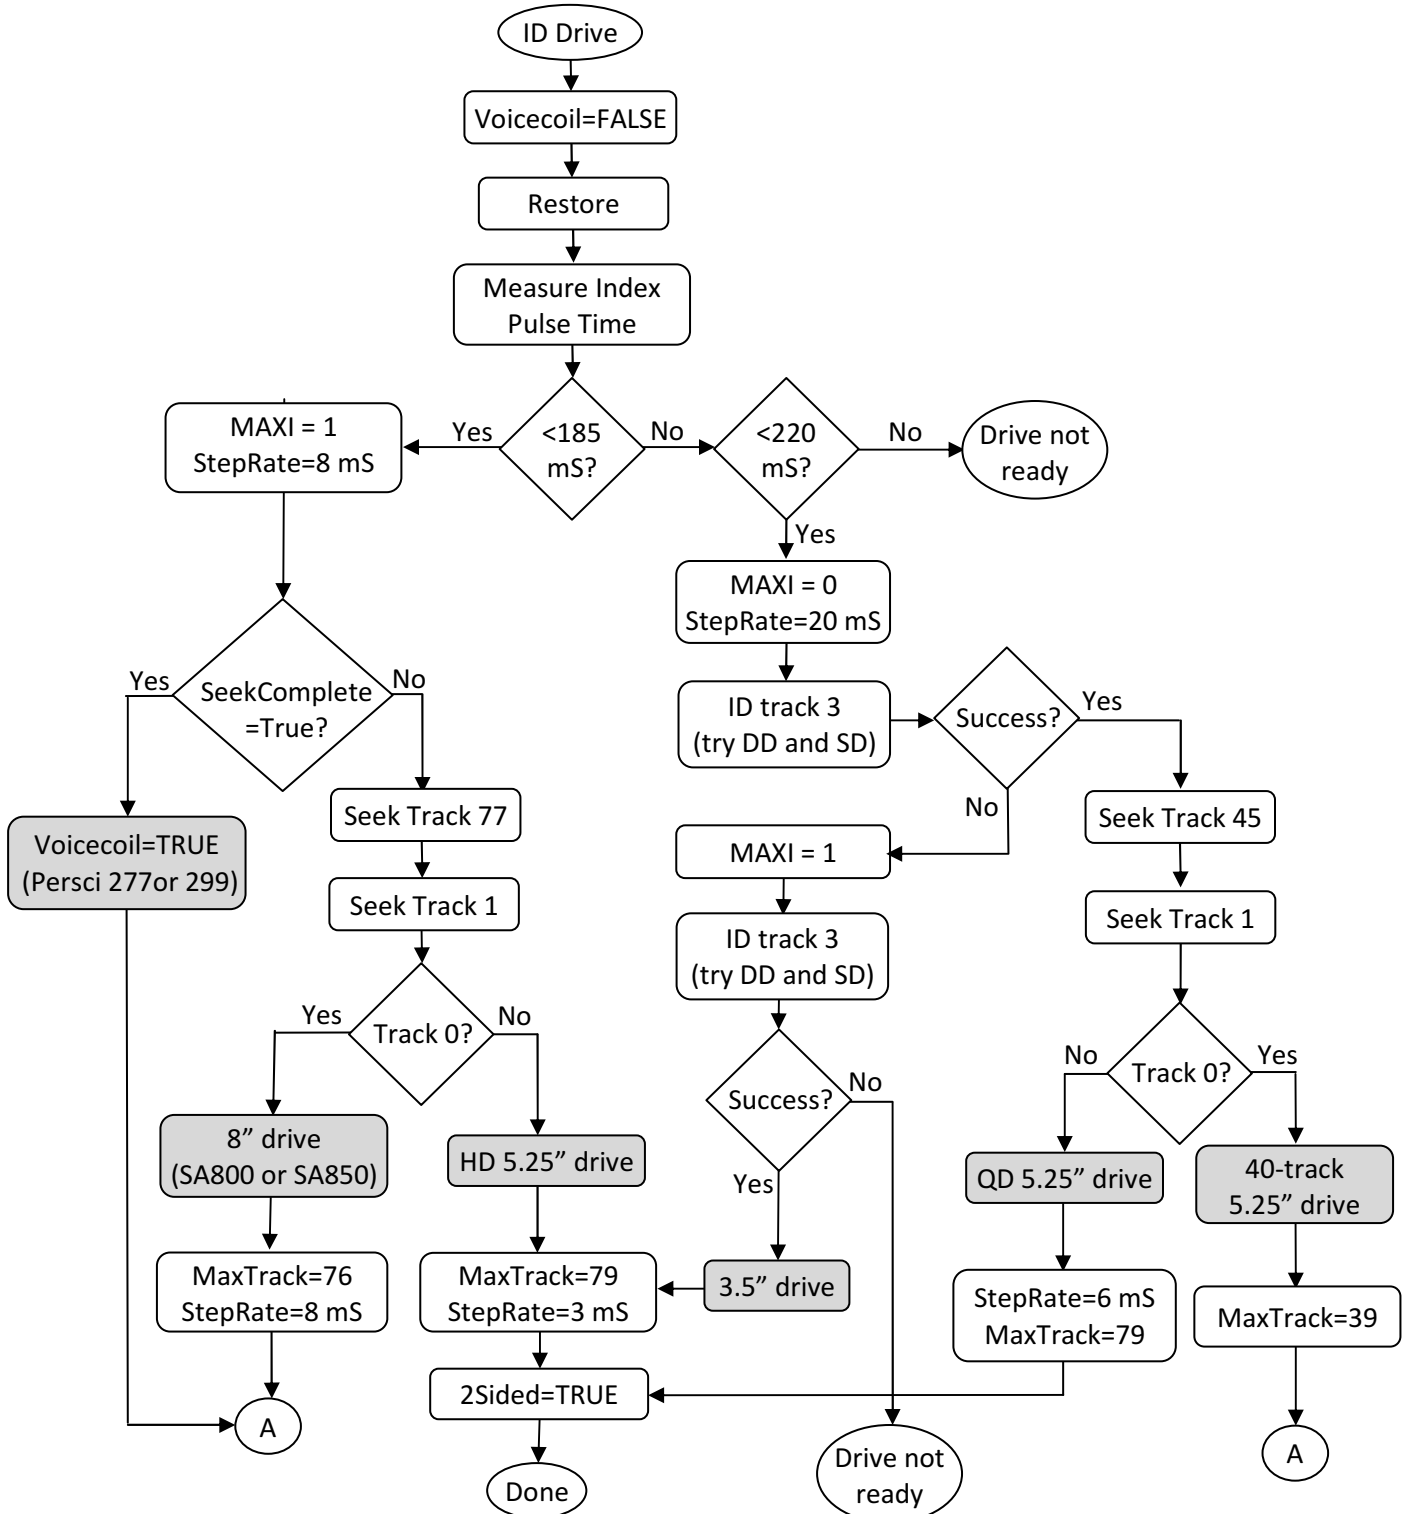 ID Drive
Voicecoil=FALSE
Restore
Measure Index
Pulse Time
<185
mS?
Yes
No
<220
mS?
No
Drive not
ready
Yes
MAXI = 1
StepRate=8 mS
SeekComplete
=True?
Yes
No
Voicecoil=TRUE
(Persci 277or 299)
Seek Track 77
Seek Track 1
Track 0?
Yes
No
8” drive
(SA800 or SA850)
HD 5.25” drive
MaxTrack=76
StepRate=8 mS
MaxTrack=79
StepRate=3 mS
A
2Sided=TRUE
Done
MAXI = 0
StepRate=20 mS
ID track 3
(try DD and SD)
Success?
Yes
No
MAXI = 1
ID track 3
(try DD and SD)
Success?
No
Yes
3.5” drive
Drive not
ready
Seek Track 45
Seek Track 1
Track 0?
No
Yes
QD 5.25” drive
40-track
5.25” drive
StepRate=6 mS
MaxTrack=79
MaxTrack=39
A